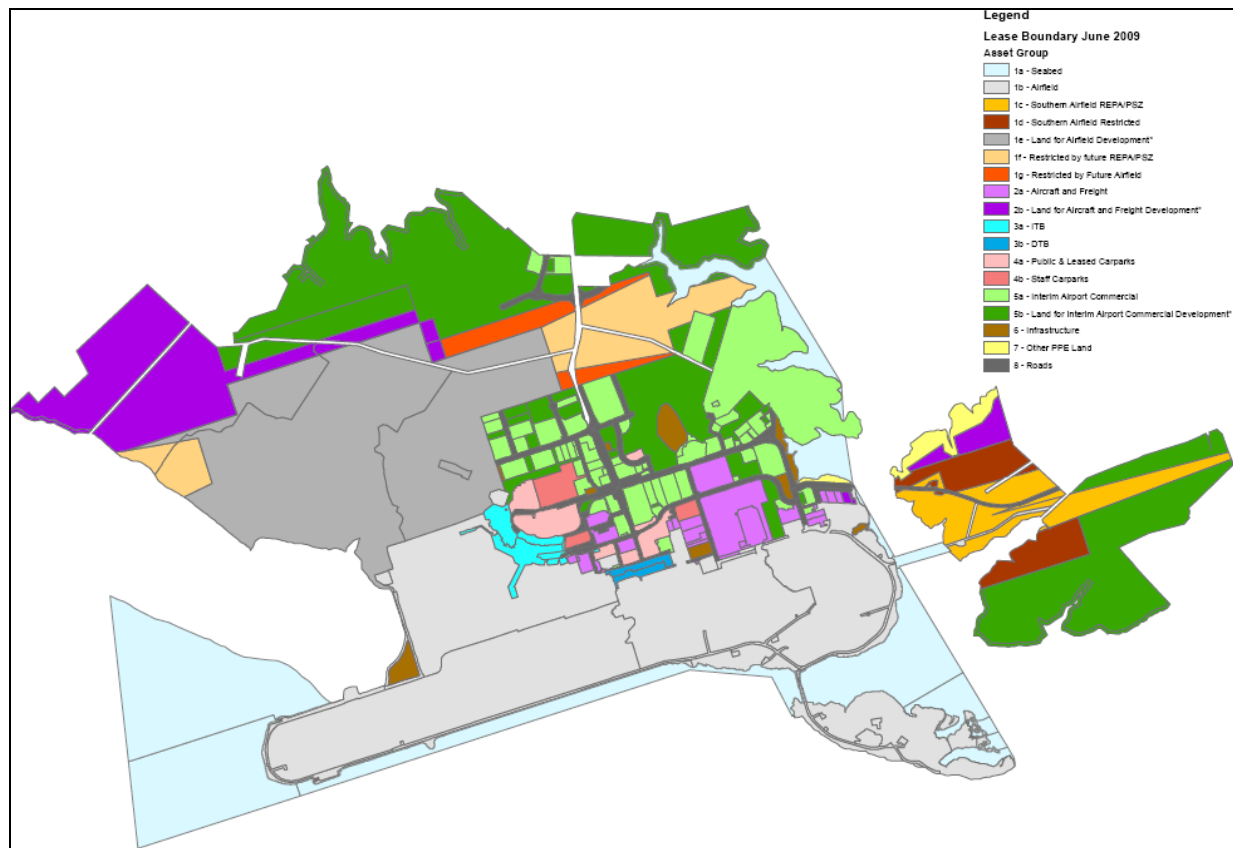 Legend
Lease Boundary June 2009
Asset Group
1a - Seabed
1b - Airfield
1c - Southern Airfield REPA/PSZ
1d - Southern Airfield Restricted
1e - Land for Airfield Development*
1f - Restricted by future REPA/PSZ
1g - Restricted by Future Airfield
2a - Aircraft and Freight
2b - Land for Aircraft and Freight Development*
3a - ITB
3b - DTB
4a - Public & Leased Carparks
4b - Staff Carparks
5a - Interim Airport Commercial
5b - Land for Interim Airport Commercial Development*
6 - Infrastructure
7 - Other PPE Land
8 - Roads